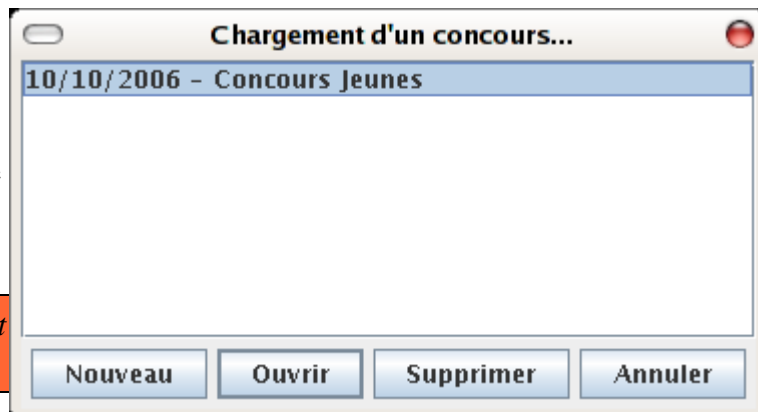 Chargement d'un concours...
10/10/2006 – Concours Jeunes
t
Nouveau Ouvrir Supprimer Annuler